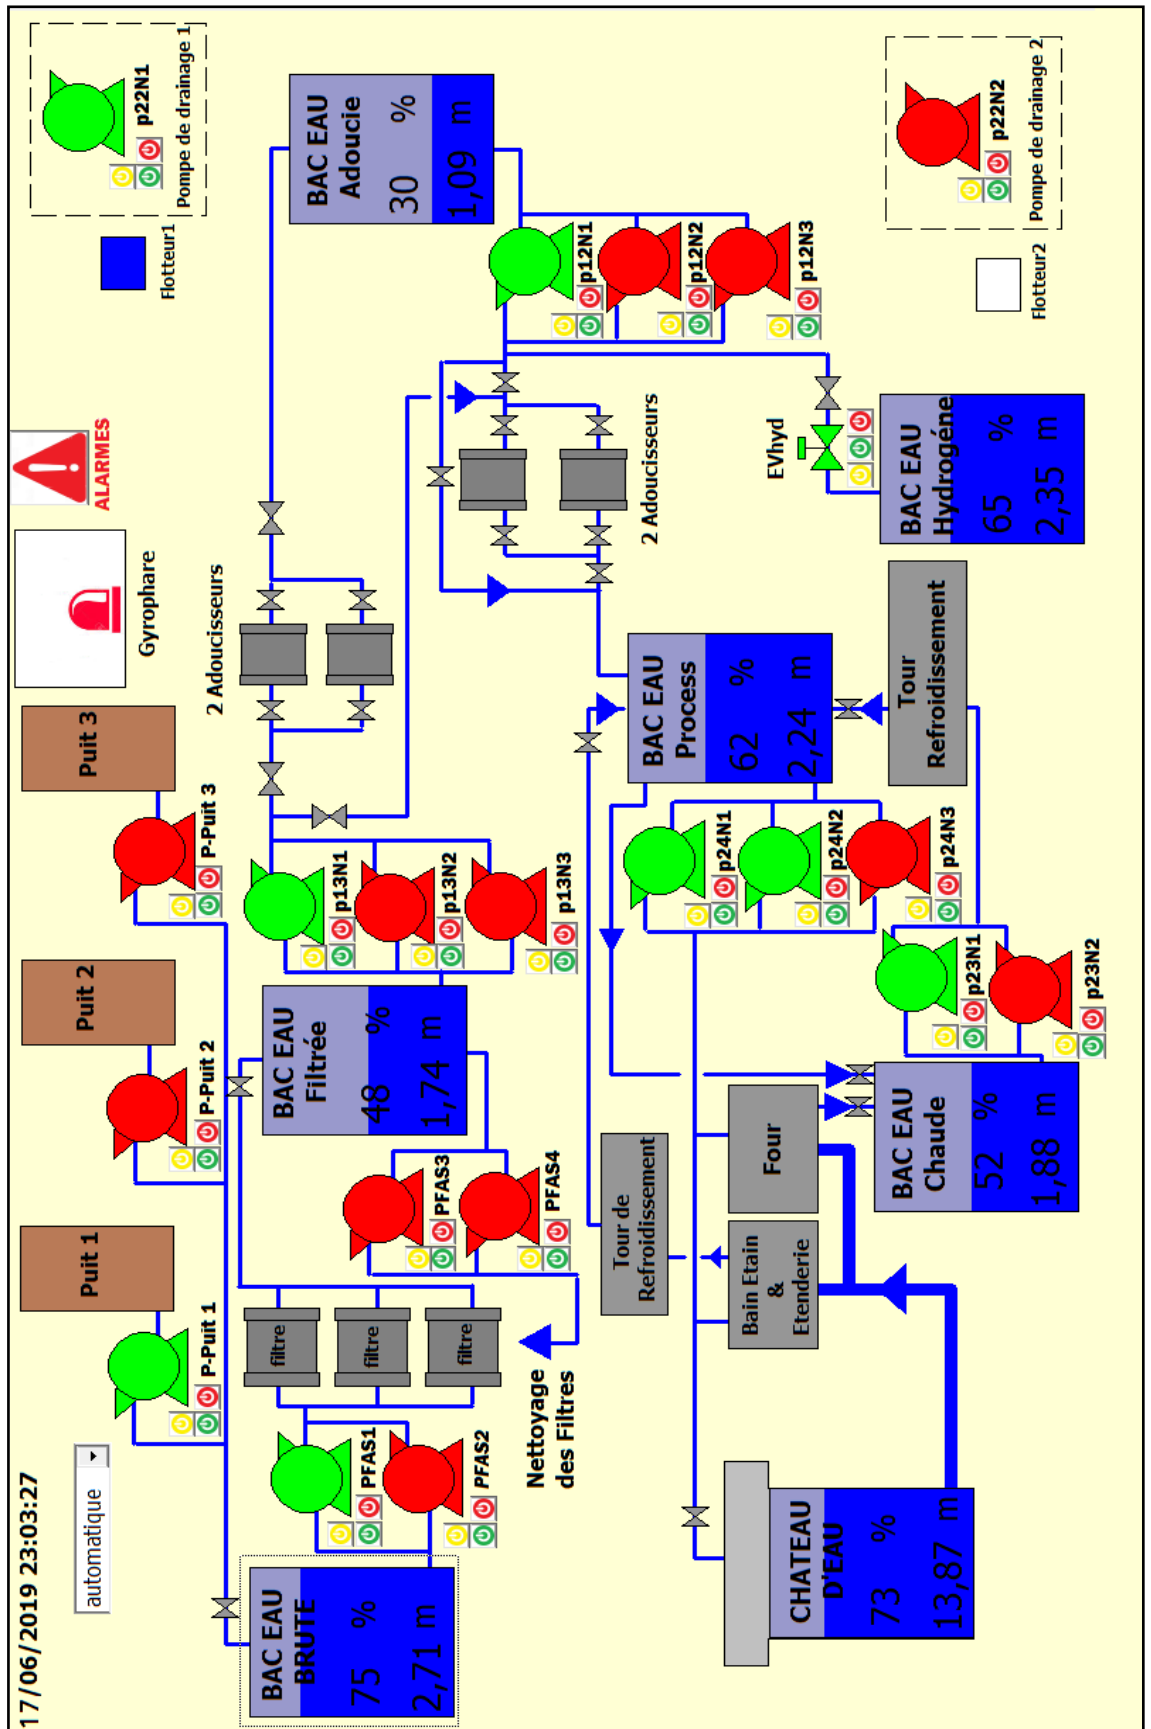 17/06/2019 23:03:27
automatique
Gyrophare
ALARMES
p22N1
Pompe de drainage 1
Flotteur1
Puit 1
P-Puit 1
Puit 2
P-Puit 2
Puit 3
P-Puit 3
BAC EAU
BRUTE
75 %
2,71 m
PFAS1
PFAS2
filtre
filtre
filtre
Nettoyage
des Filtres
PFAS3
PFAS4
BAC EAU
Filtrée
48 %
1,74 m
p13N1
p13N2
p13N3
2 Adoucisseurs
BAC EAU
Adoucie
30 %
1,09 m
p12N1
p12N2
p12N3
2 Adoucisseurs
EVhyd
BAC EAU
Hydrogéne
65 %
2,35 m
BAC EAU
Process
62 %
2,24 m
Tour
Refroidissement
p24N1
p24N2
p24N3
p23N1
p23N2
BAC EAU
Chaude
52 %
1,88 m
Four
Tour de
Refroidissement
Bain Etain
&
Etenderie
CHATEAU
D'EAU
73 %
13,87 m
p22N2
Pompe de drainage 2
Flotteur2